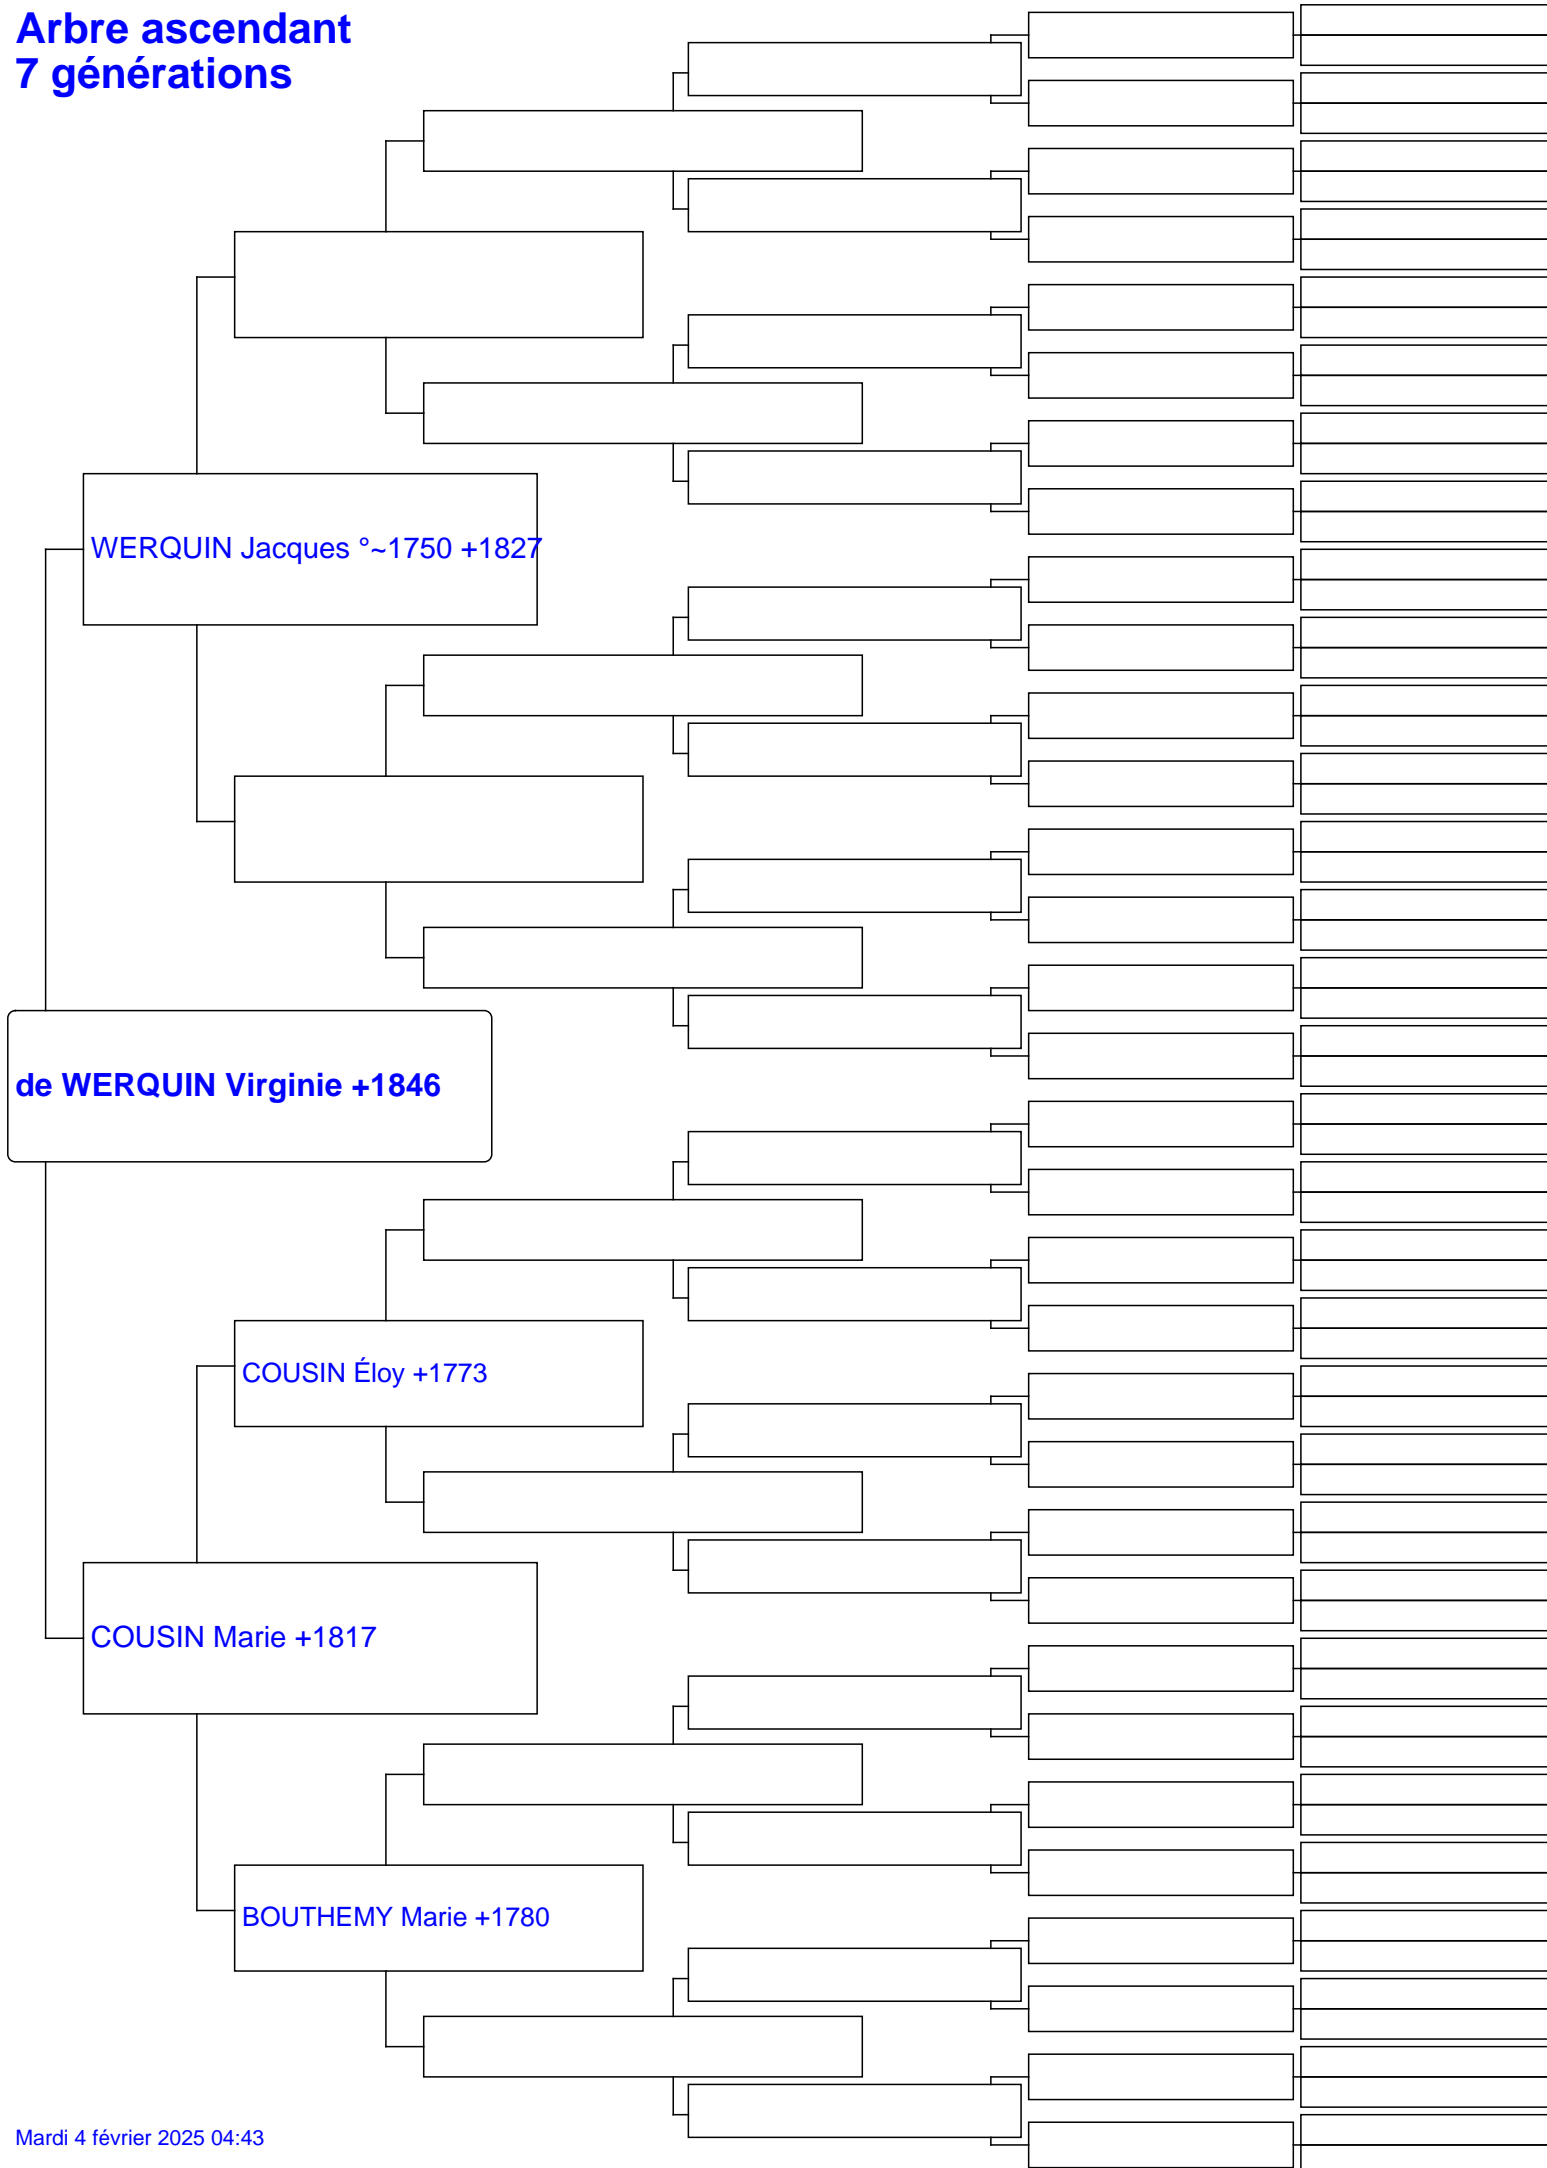 Arbre ascendant
7 générations
WERQUIN Jacques °~1750 +1827
de WERQUIN Virginie +1846
COUSIN Éloy +1773
COUSIN Marie +1817
BOUTHEMY Marie +1780
Mardi 4 février 2025 04:43